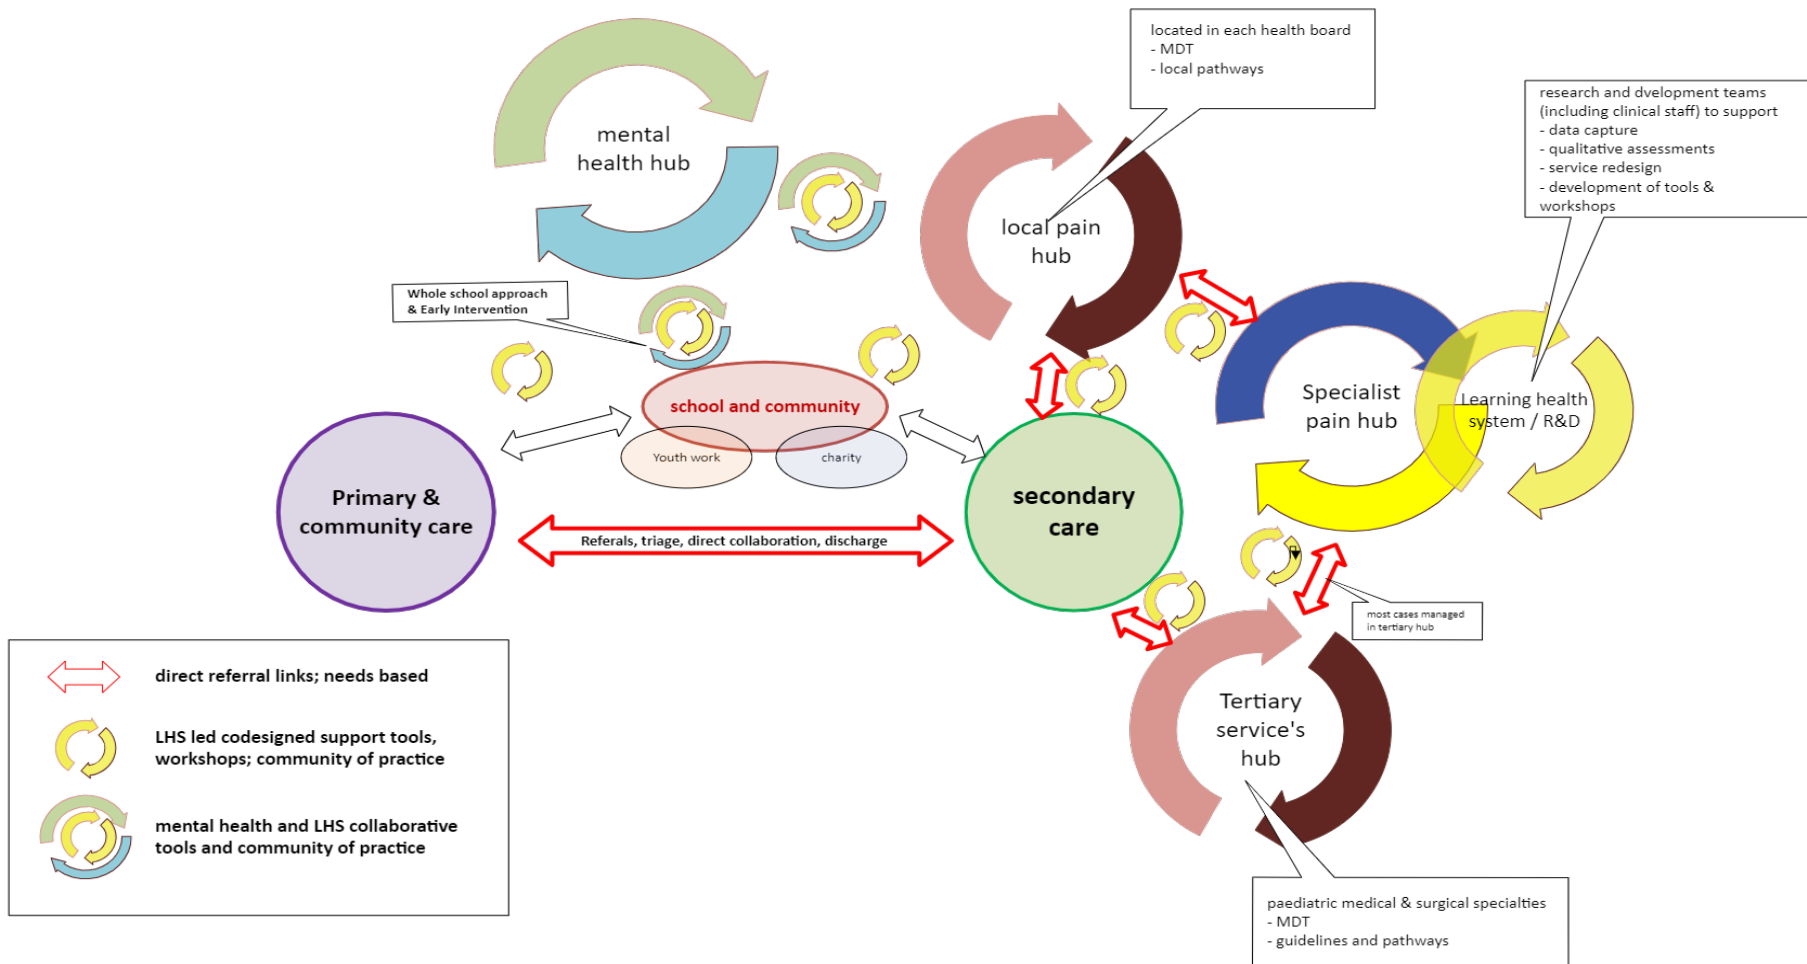 located in each health board
- MDT
- local pathways
research and dvelopment teams
(including clinical staff) to support
- data capture
- qualitative assessments
- service redesign
- development of tools &
workshops
mental
health hub
local pain
hub
Whole school approach
& Early Intervention
Specialist
pain hub
Learning health
system / R&D
school and community
Youth work
charity
Primary &
community care
secondary
care
Referals, triage, direct collaboration, discharge
most cases managed
in tertiary hub
Tertiary
service's
hub
direct referral links; needs based
LHS led codesigned support tools,
workshops; community of practice
mental health and LHS collaborative
tools and community of practice
paediatric medical & surgical specialties
- MDT
- guidelines and pathways